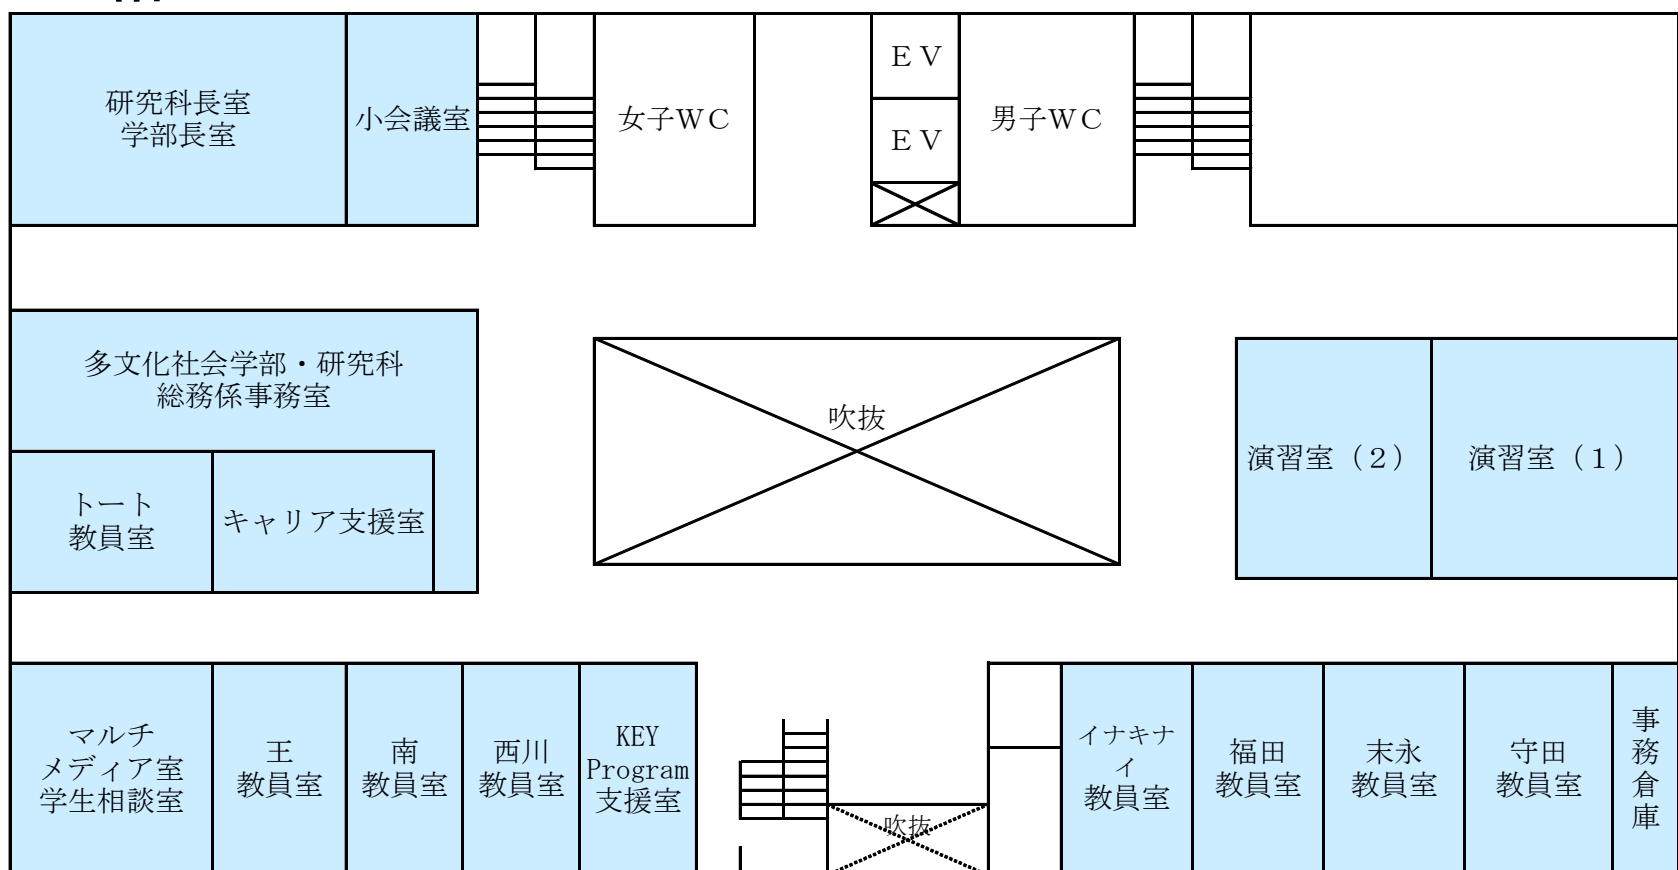 研究科長室
学部長室
小会議室
女子WC
EV
EV
男子WC
多文化社会学部・研究科
総務係事務室
トート
教員室
キャリア支援室
吹抜
演習室（2）
演習室（1）
マルチ
メディア室
学生相談室
王
教員室
南
教員室
西川
教員室
KEY
Program
支援室
吹抜
イナキナ
イ
教員室
福田
教員室
末永
教員室
守田
教員室
事
務
倉
庫